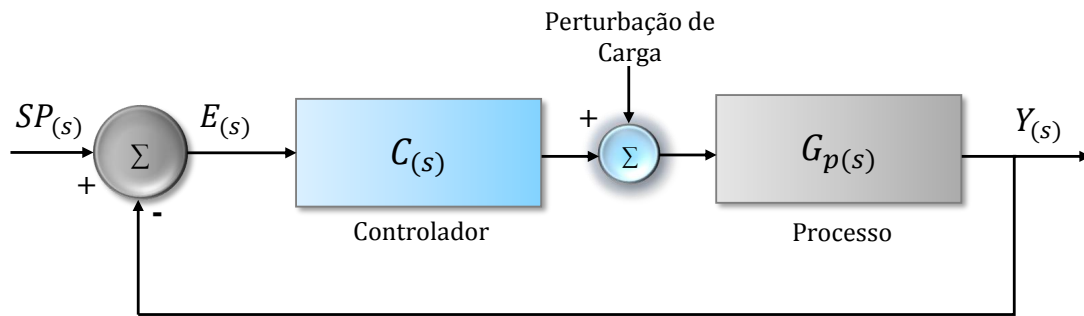 Perturbação de
Carga
SP(s)
E(s)
Y(s)
+
-
Σ
C(s)
+
Σ
Gp(s)
Controlador
Processo